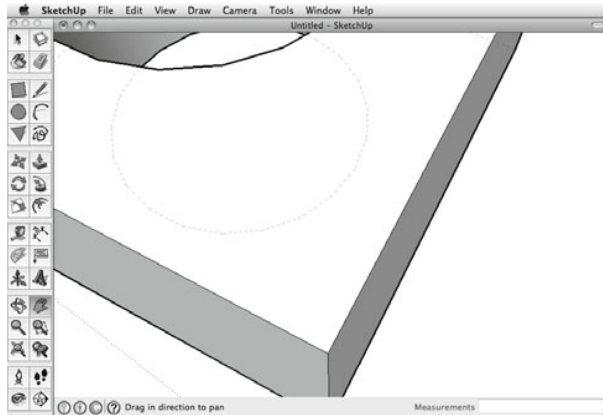 SketchUp File Edit View Draw Camera Tools Window Help
Untitled - SketchUp
Drag in direction to pan
Measurements